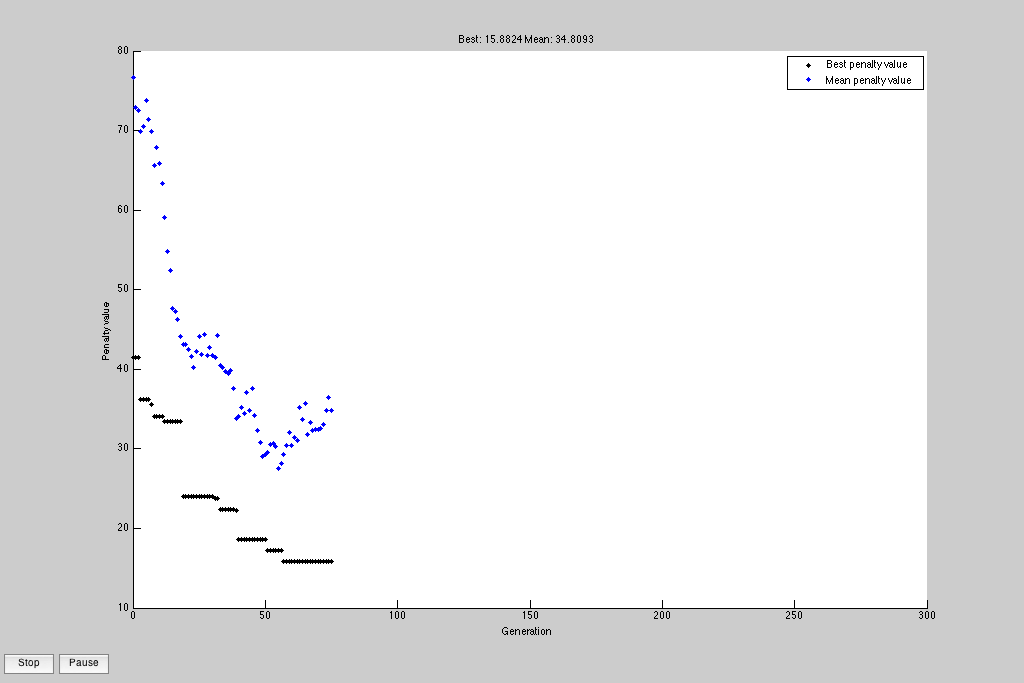 Best: 15.8824 Mean: 34.8093
80
70
60
50
40
30
20
10
Penalty value
Best penalty value
Mean penalty value
0
50
100
150
200
250
300
Generation
Stop
Pause